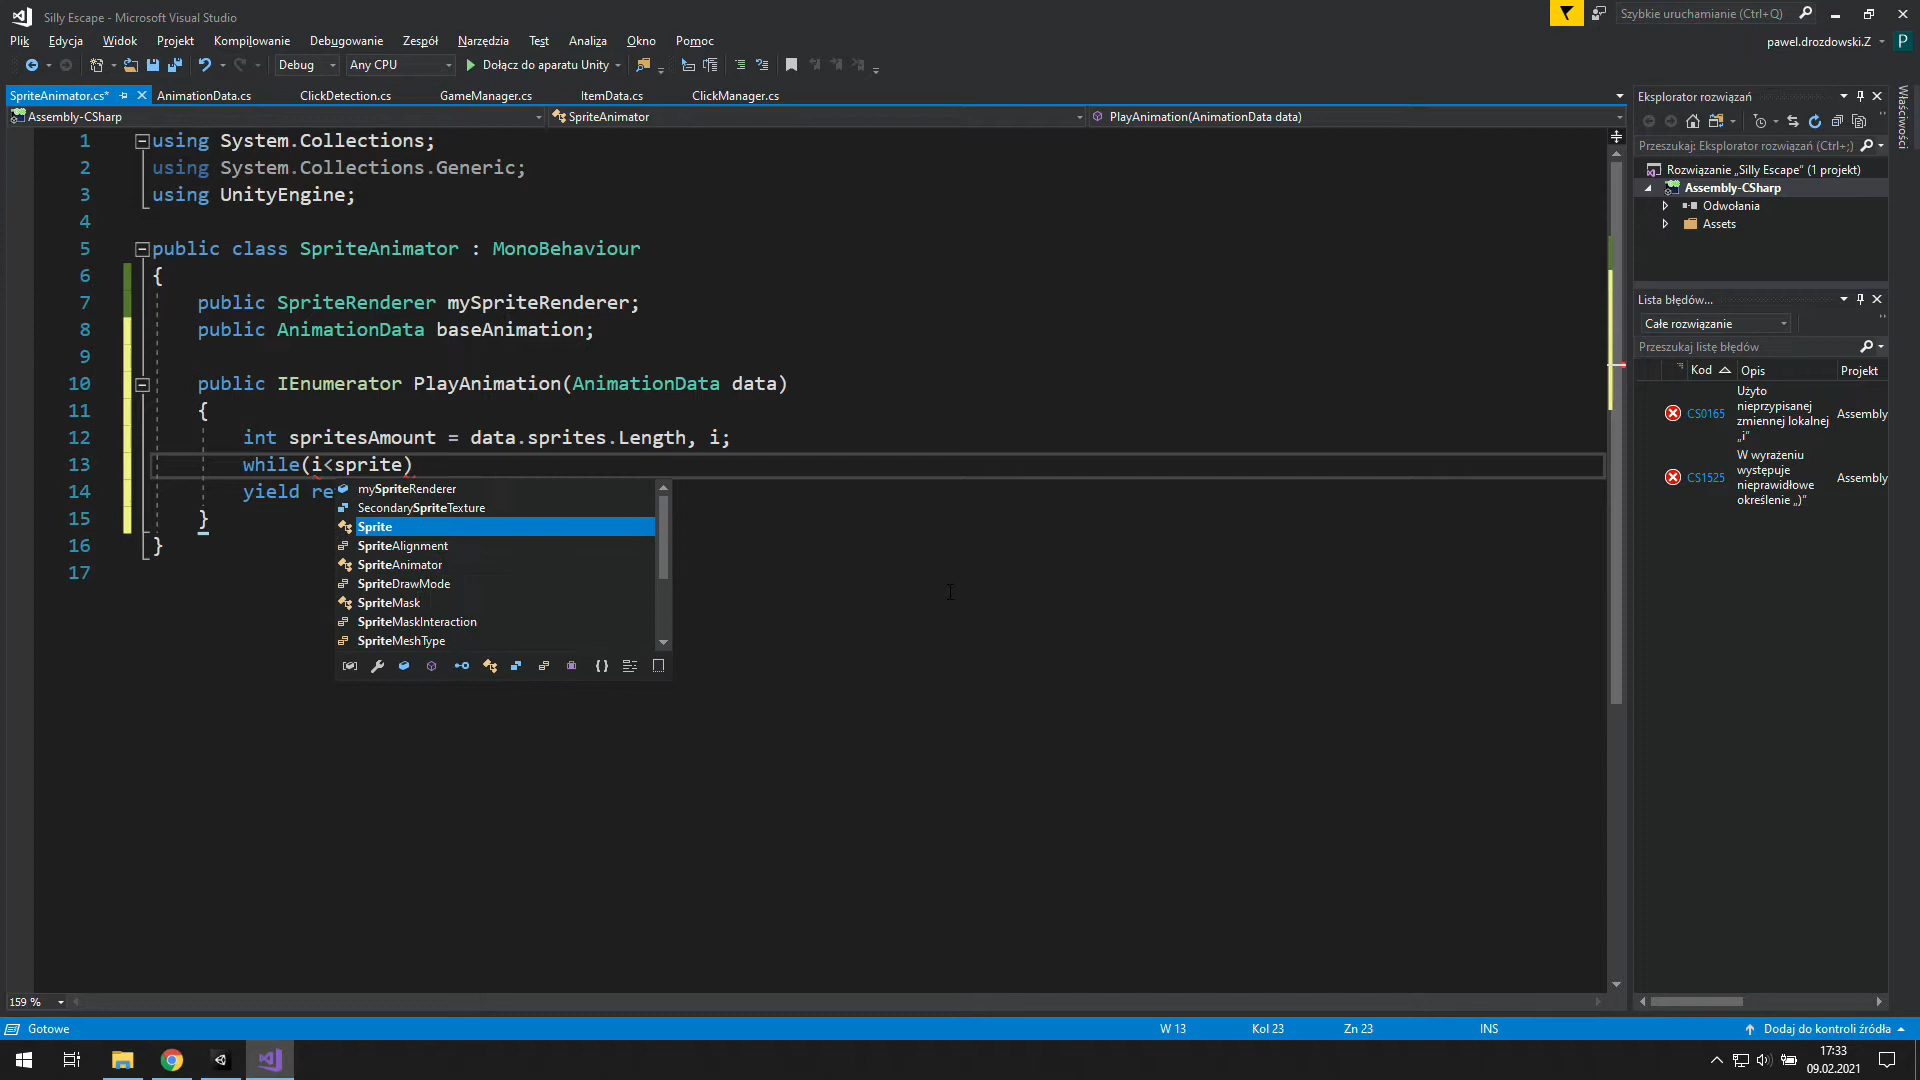 Silly Escape - Microsoft Visual Studio
Szybkie uruchamianie (Ctrl+Q)
Plik Edycja Widok Projekt Kompilowanie Debugowanie Zespół Narzędzia Test Analiza Okno Pomoc
pawel.drozdowski.Z P
Debug Any CPU Dołącz do aparatu Unity
SpriteAnimator.cs* AnimationData.cs ClickDetection.cs GameManager.cs ItemData.cs ClickManager.cs
Assembly-CSharp SpriteAnimator PlayAnimation(AnimationData data)
1 using System.Collections;
2 using System.Collections.Generic;
3 using UnityEngine;
4
5 public class SpriteAnimator : MonoBehaviour
6 {
7 public SpriteRenderer mySpriteRenderer;
8 public AnimationData baseAnimation;
9
10 public IEnumerator PlayAnimation(AnimationData data)
11 {
12 int spritesAmount = data.sprites.Length, i;
13 while(i<sprite)
14 yield re
15 }
16 }
17
mySpriteRenderer
SecondarySpriteTexture
Sprite
SpriteAlignment
SpriteAnimator
SpriteDrawMode
SpriteMask
SpriteMaskInteraction
SpriteMeshType
Eksplorator rozwiązań
Przeszukaj: Eksplorator rozwiązań (Ctrl+;)
Rozwiązanie „Silly Escape" (1 projekt)
Assembly-CSharp
Odwołania
Assets
Właściwości
Lista błędów...
Całe rozwiązanie
Przeszukaj listę błędów
Kod Opis Projekt
CS0165 Użyto nieprzypisanej zmiennej lokalnej „i" Assembly
CS1525 W wyrażeniu występuje nieprawidłowe określenie „)" Assembly
159 %
Gotowe W 13 Kol 23 Zn 23 INS Dodaj do kontroli źródła
17:33
09.02.2021